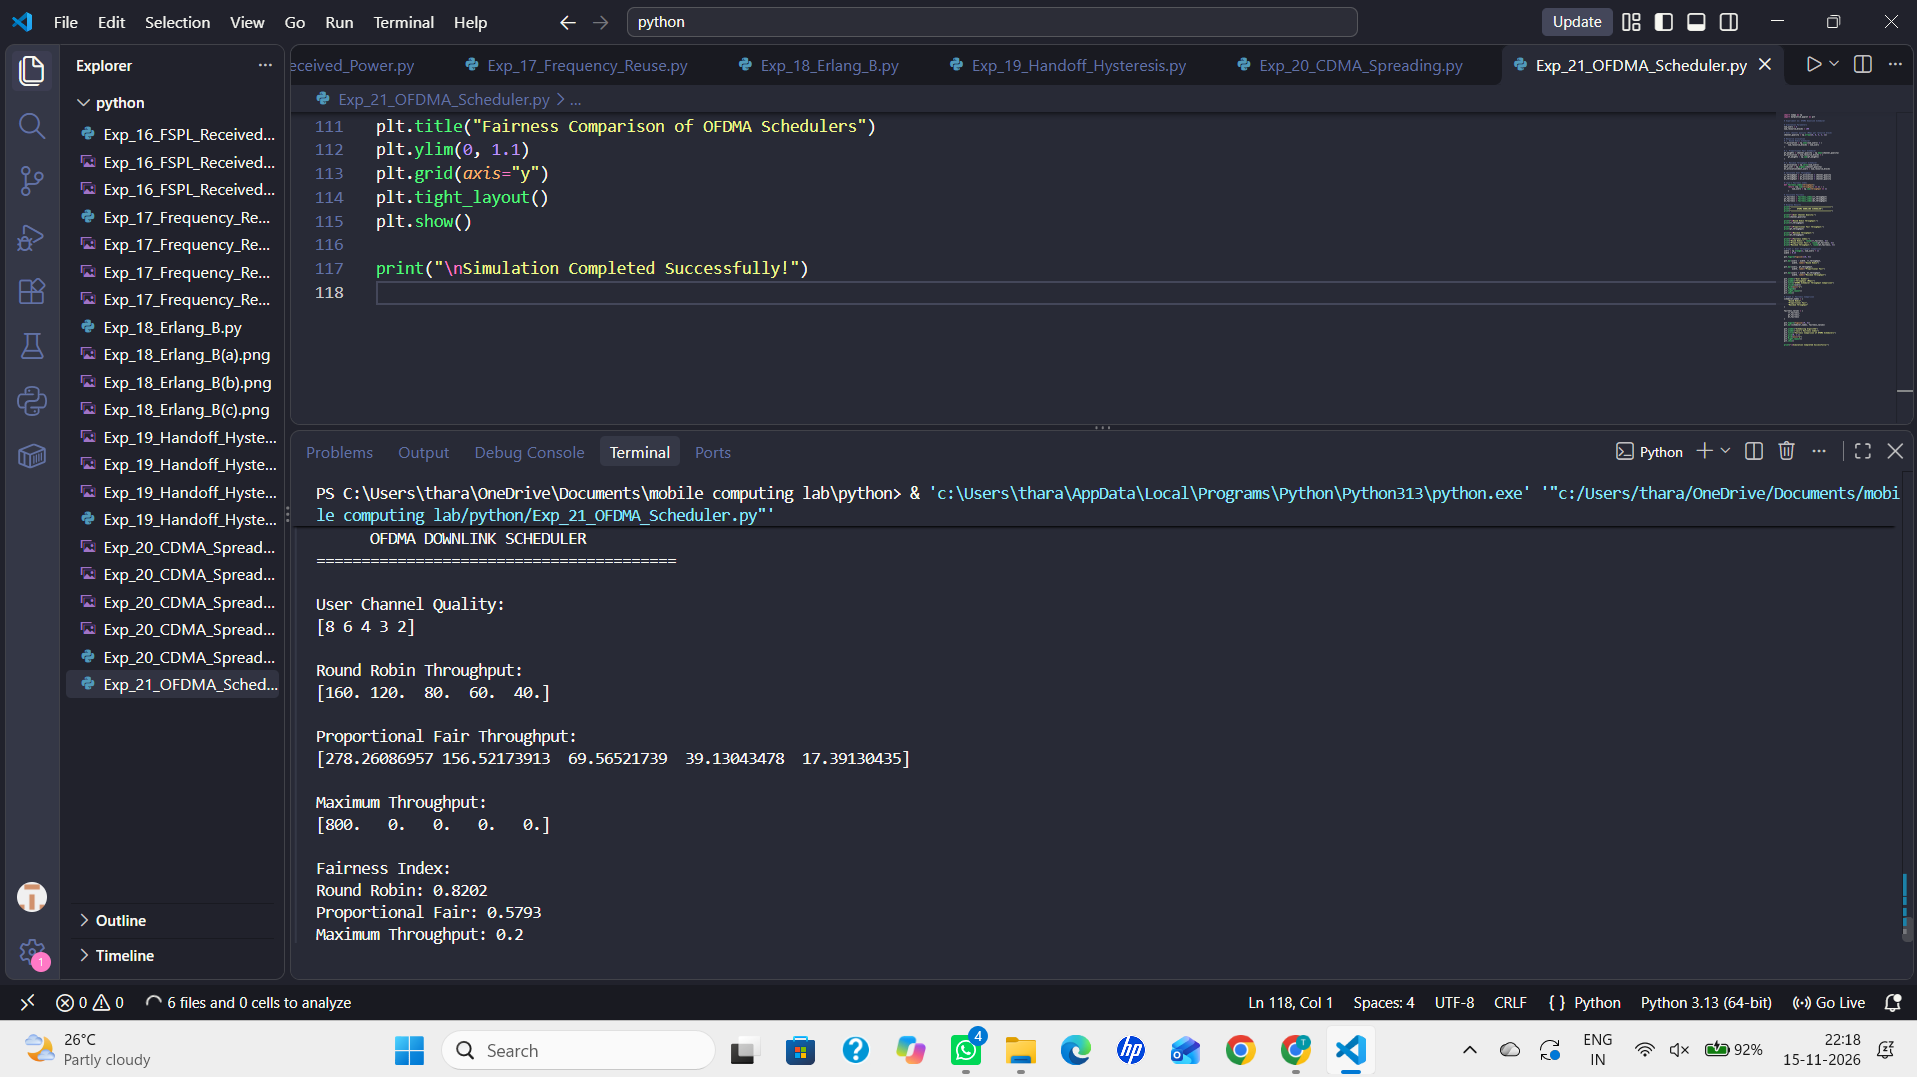 File Edit Selection View Go Run Terminal Help
python
Update
Explorer
python
Exp_16_FSPL_Received...
Exp_16_FSPL_Received...
Exp_16_FSPL_Received...
Exp_17_Frequency_Re...
Exp_17_Frequency_Re...
Exp_17_Frequency_Re...
Exp_17_Frequency_Re...
Exp_18_Erlang_B.py
Exp_18_Erlang_B(a).png
Exp_18_Erlang_B(b).png
Exp_18_Erlang_B(c).png
Exp_19_Handoff_Hyste...
Exp_19_Handoff_Hyste...
Exp_19_Handoff_Hyste...
Exp_19_Handoff_Hyste...
Exp_20_CDMA_Spread...
Exp_20_CDMA_Spread...
Exp_20_CDMA_Spread...
Exp_20_CDMA_Spread...
Exp_20_CDMA_Spread...
Exp_21_OFDMA_Sched...
Outline
Timeline
1
eceived_Power.py Exp_17_Frequency_Reuse.py Exp_18_Erlang_B.py Exp_19_Handoff_Hysteresis.py Exp_20_CDMA_Spreading.py Exp_21_OFDMA_Scheduler.py
Exp_21_OFDMA_Scheduler.py > ...
111 plt.title("Fairness Comparison of OFDMA Schedulers")
112 plt.ylim(0, 1.1)
113 plt.grid(axis="y")
114 plt.tight_layout()
115 plt.show()
116
117 print("\nSimulation Completed Successfully!")
118
Problems Output Debug Console Terminal Ports
Python
PS C:\Users\thara\OneDrive\Documents\mobile computing lab\python> & 'c:\Users\thara\AppData\Local\Programs\Python\Python313\python.exe' '"c:/Users/thara/OneDrive/Documents/mobi
le computing lab/python/Exp_21_OFDMA_Scheduler.py"'
OFDMA DOWNLINK SCHEDULER
========================================
User Channel Quality:
[8 6 4 3 2]
Round Robin Throughput:
[160. 120.  80.  60.  40.]
Proportional Fair Throughput:
[278.26086957 156.52173913  69.56521739  39.13043478  17.39130435]
Maximum Throughput:
[800.   0.   0.   0.   0.]
Fairness Index:
Round Robin: 0.8202
Proportional Fair: 0.5793
Maximum Throughput: 0.2
0 0 6 files and 0 cells to analyze
Ln 118, Col 1 Spaces: 4 UTF-8 CRLF { } Python Python 3.13 (64-bit) Go Live
26°C
Partly cloudy
Search
4
hp
T
ENG
IN
92%
22:18
15-11-2026